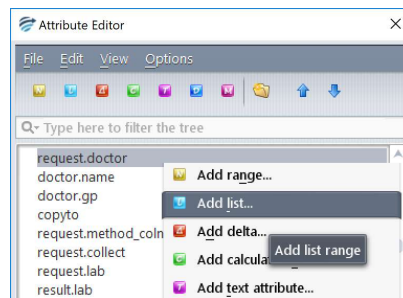 Attribute Editor
File Edit View Options
Type here to filter the tree
request.doctor
doctor.name
Add range...
doctor.gp
Add list...
copyto
request.method_coln
Add delta...
Add list range
request.collect
request.lab
Add text attribute...
result.lab